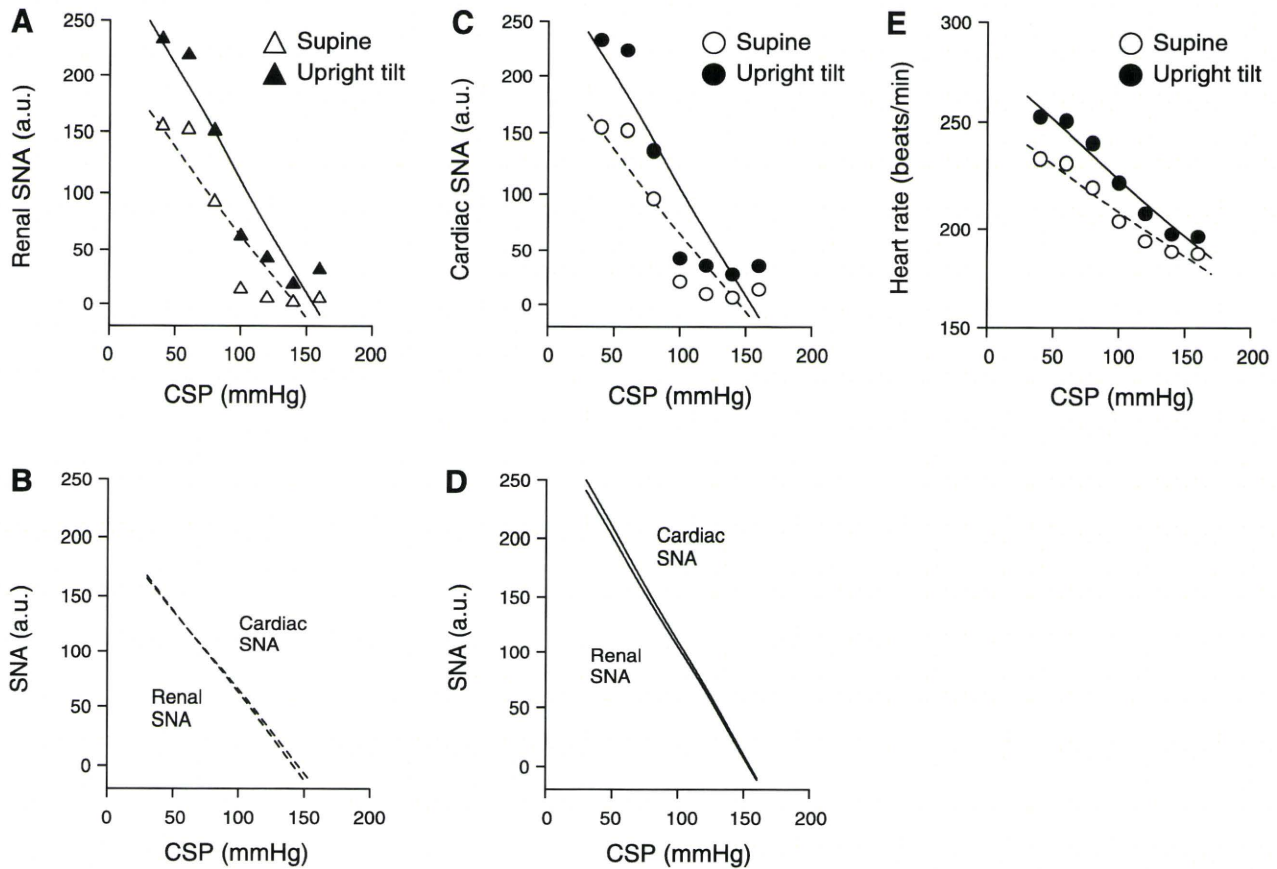 A
Renal SNA (a.u.)
250
200
150
100
50
0
0 50 100 150 200
CSP (mmHg)
Supine
Upright tilt
C
Cardiac SNA (a.u.)
250
200
150
100
50
0
0 50 100 150 200
CSP (mmHg)
Supine
Upright tilt
E
Heart rate (beats/min)
300
250
200
150
0 50 100 150 200
CSP (mmHg)
Supine
Upright tilt
B
SNA (a.u.)
250
200
150
100
50
0
0 50 100 150 200
CSP (mmHg)
Cardiac
SNA
Renal
SNA
D
SNA (a.u.)
250
200
150
100
50
0
0 50 100 150 200
CSP (mmHg)
Cardiac
SNA
Renal
SNA